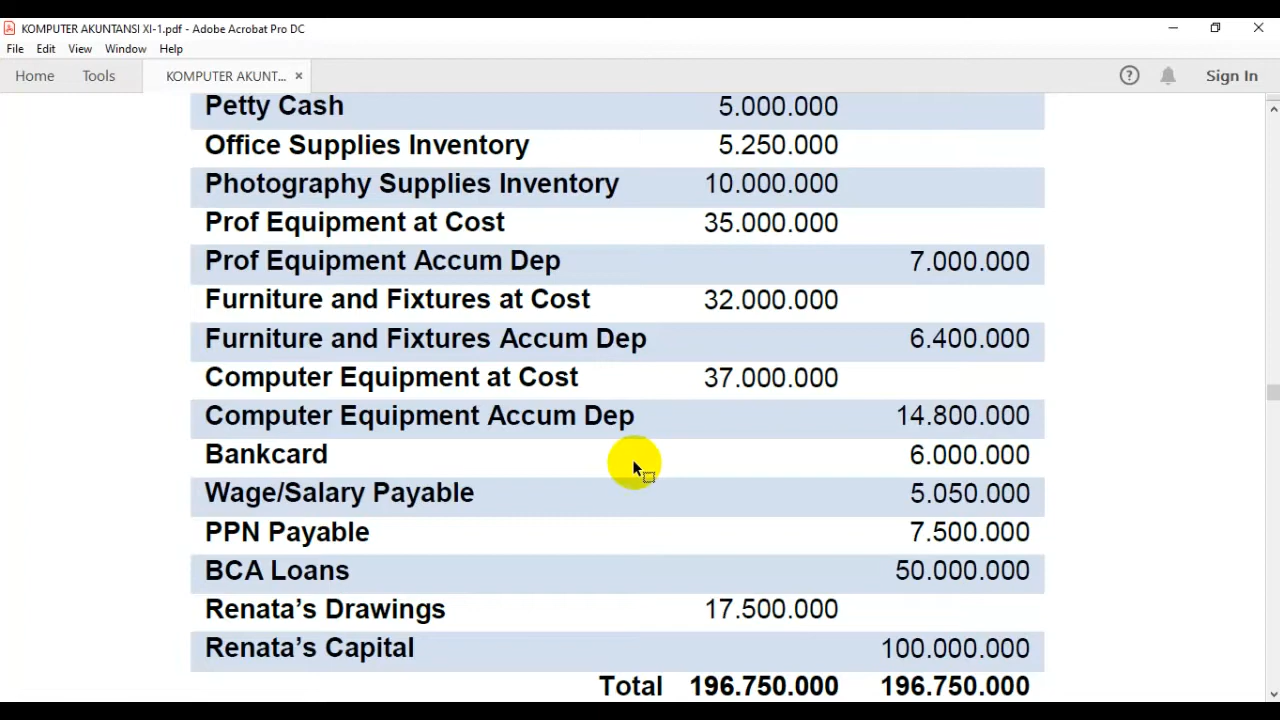 KOMPUTER AKUNTANSI XI-1.pdf - Adobe Acrobat Pro DC
File Edit View Window Help
Home Tools KOMPUTER AKUNT... × Sign In
Petty Cash 5.000.000
Office Supplies Inventory 5.250.000
Photography Supplies Inventory 10.000.000
Prof Equipment at Cost 35.000.000
Prof Equipment Accum Dep 7.000.000
Furniture and Fixtures at Cost 32.000.000
Furniture and Fixtures Accum Dep 6.400.000
Computer Equipment at Cost 37.000.000
Computer Equipment Accum Dep 14.800.000
Bankcard 6.000.000
Wage/Salary Payable 5.050.000
PPN Payable 7.500.000
BCA Loans 50.000.000
Renata’s Drawings 17.500.000
Renata’s Capital 100.000.000
Total 196.750.000 196.750.000